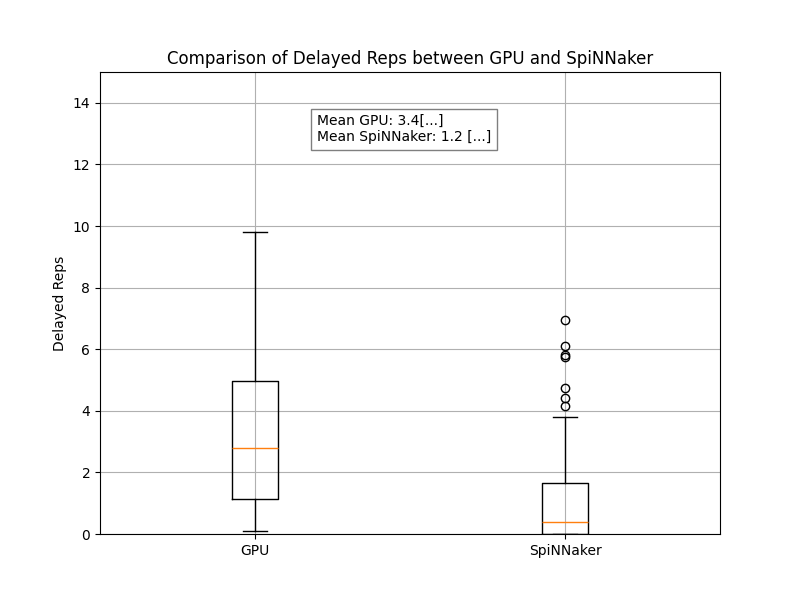 Comparison of Delayed Reps between GPU and SpiNNaker
Mean GPU: 3.4[...]
Mean SpiNNaker: 1.2 [...]
Delayed Reps
14
12
10
8
6
4
2
0
GPU
SpiNNaker